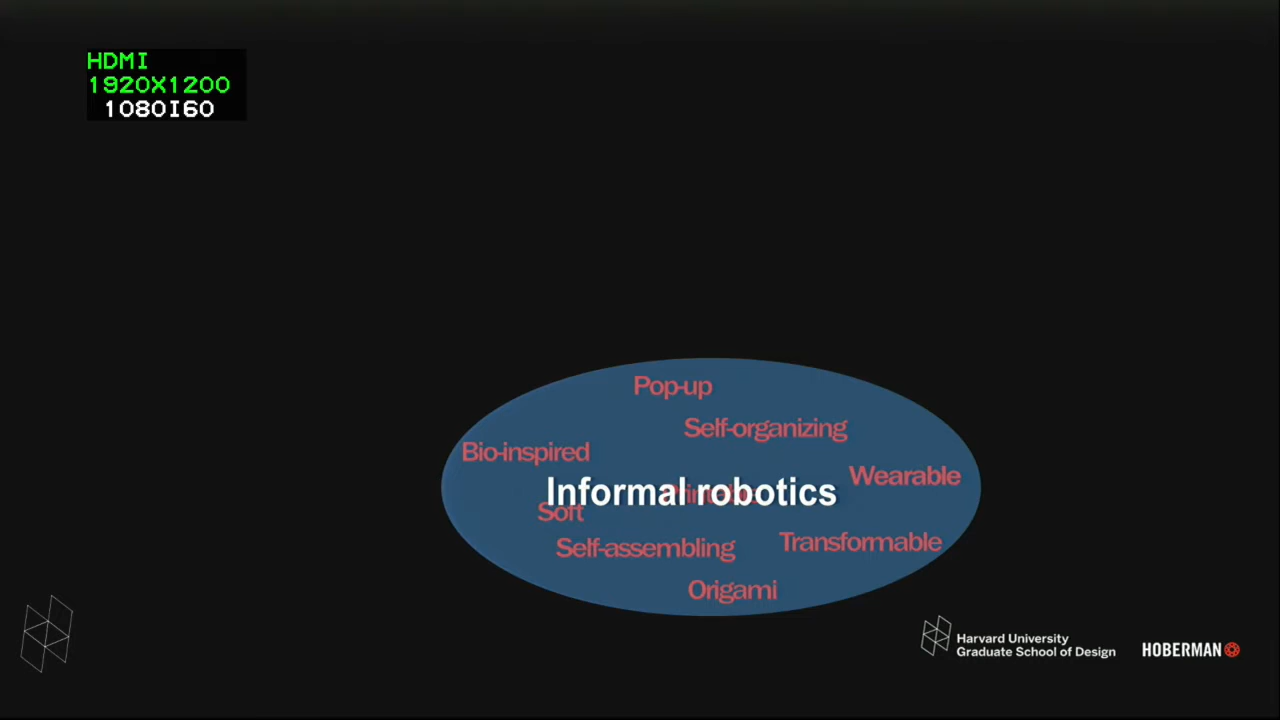 HDMI
1920X1200
1080I60
Pop-up
Self-organizing
Bio-inspired
Wearable
Informal robotics
Soft
Transformable
Self-assembling
Origami
Harvard University
Graduate School of Design
HOBERMAN